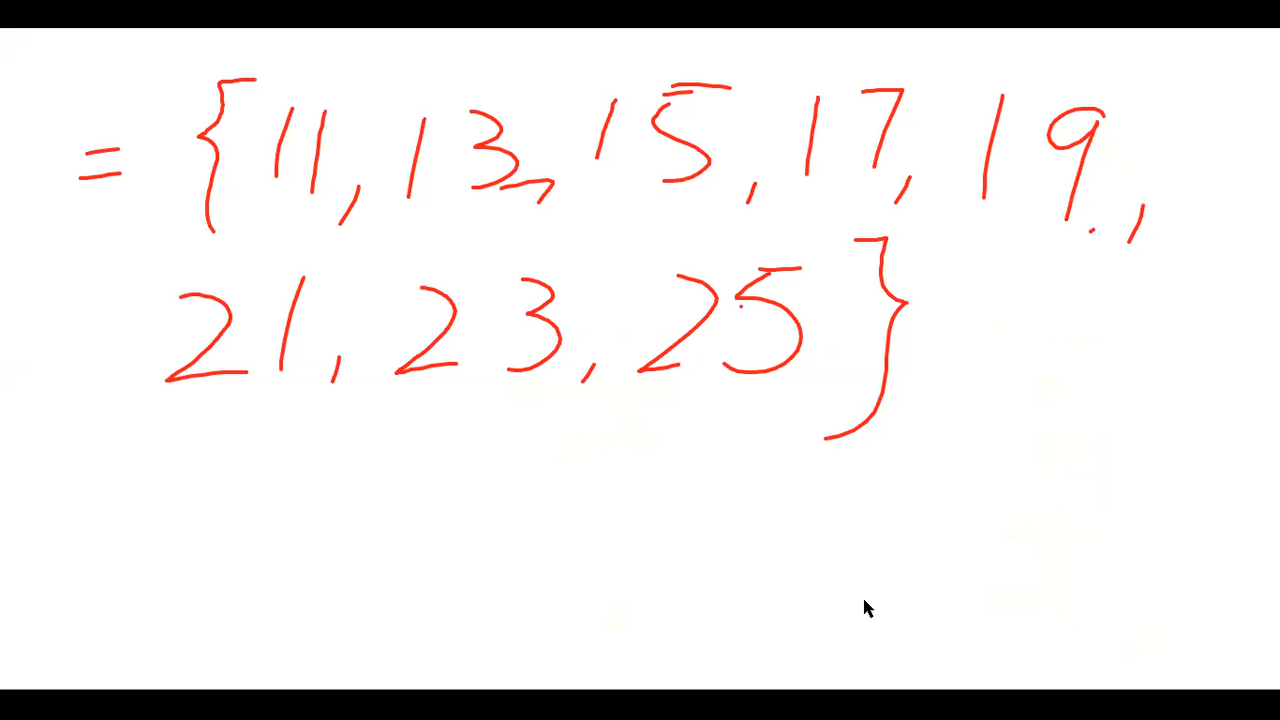 = {11, 13, 15, 17, 19,
21, 23, 25}